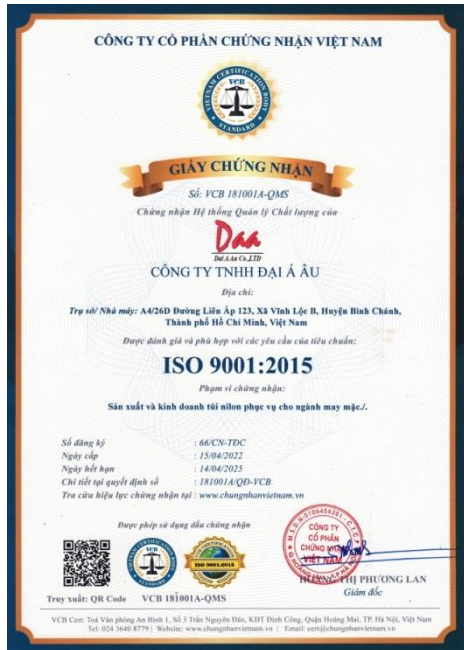 CÔNG TY CỔ PHẦN CHỨNG NHẬN VIỆT NAM
VIETNAM CERTIFICATION BODY
VCB
STANDARD
GIẤY CHỨNG NHẬN
Số: VCB 181001A-QMS
Chứng nhận Hệ thống Quản lý Chất lượng của
Daa
Dai A Au Co.,LTD
CÔNG TY TNHH ĐẠI Á ÂU
Địa chỉ:
Trụ sở/ Nhà máy: A4/26D Đường Liên Ấp 123, Xã Vĩnh Lộc B, Huyện Bình Chánh,
Thành phố Hồ Chí Minh, Việt Nam
Được đánh giá và phù hợp với các yêu cầu của tiêu chuẩn:
ISO 9001:2015
Phạm vi chứng nhận:
Sản xuất và kinh doanh túi nilon phục vụ cho ngành may mặc./.
Số đăng ký : 66/CN-TĐC
Ngày cấp : 15/04/2022
Ngày hết hạn : 14/04/2025
Chi tiết tại quyết định số : 181001A/QĐ-VCB
Tra cứu hiệu lực chứng nhận tại : www.chungnhanvietnam.vn
Được phép sử dụng dấu chứng nhận
VCB
STANDARD
ISO 9001:2015
CÔNG TY
CỔ PHẦN
CHỨNG NHẬN
VIỆT NAM
HOÀNG THỊ PHƯƠNG LAN
Giám đốc
Truy xuất: QR Code VCB 181001A-QMS
VCB Cert: Toà Văn phòng An Bình 1, Số 3 Trần Nguyên Đán, KĐT Định Công, Quận Hoàng Mai, TP. Hà Nội, Việt Nam
Tel: 024 3640 8779 | Website: www.chungnhanvietnam.vn | Email: cert@chungnhanvietnam.vn